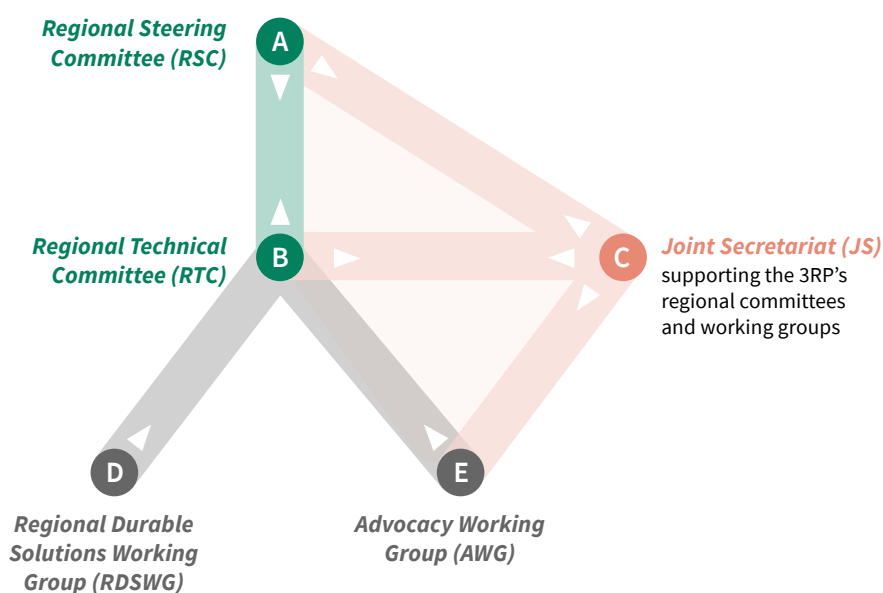 Regional Steering
Committee (RSC)
A
Regional Technical
Committee (RTC)
B
C
Joint Secretariat (JS)
supporting the 3RP’s
regional committees
and working groups
D
Regional Durable
Solutions Working
Group (RDSWG)
E
Advocacy Working
Group (AWG)